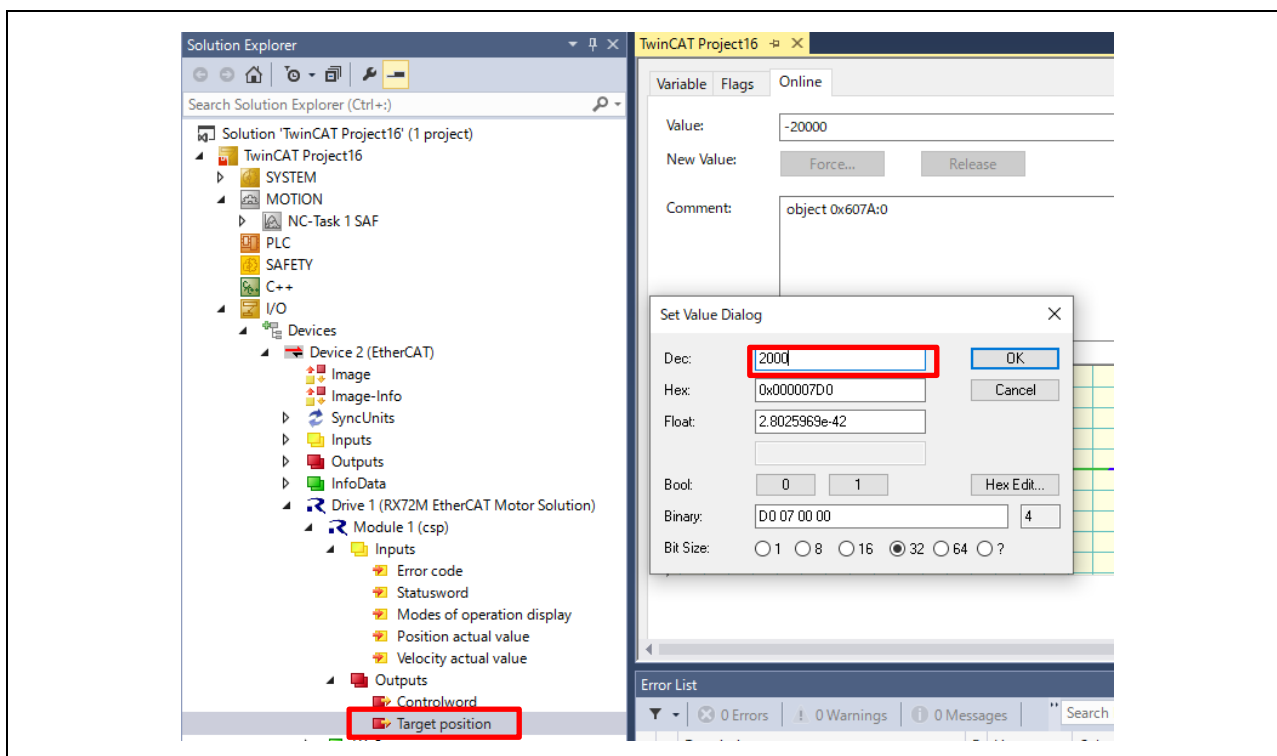 Solution Explorer
Search Solution Explorer (Ctrl+:)
Solution 'TwinCAT Project16' (1 project)
TwinCAT Project16
SYSTEM
MOTION
NC-Task 1 SAF
PLC
SAFETY
C++
I/O
Devices
Device 2 (EtherCAT)
Image
Image-Info
SyncUnits
Inputs
Outputs
InfoData
Drive 1 (RX72M EtherCAT Motor Solution)
Module 1 (csp)
Inputs
Error code
Statusword
Modes of operation display
Position actual value
Velocity actual value
Outputs
Controlword
Target position
TwinCAT Project16
Variable Flags Online
Value: -20000
New Value: Force... Release
Comment: object 0x607A:0
Set Value Dialog
Dec: 2000 OK
Hex: 0x000007D0 Cancel
Float: 2.8025969e-42
Bool: 0 1 Hex Edit...
Binary: D0 07 00 00 4
Bit Size: 1 8 16 32 64 ?
Error List
0 Errors 0 Warnings 0 Messages Search